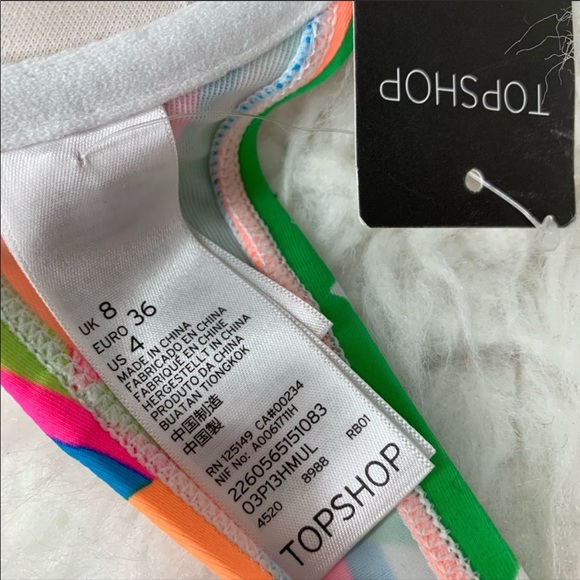 TOPSHOP
UK 8
EURO 36
US 4
MADE IN CHINA
FABRICADO EN CHINA
FABRIQUÉ EN CHINE
HERGESTELLT IN CHINA
PRODUTO DA CHINA
BUATAN TIONGKOK
中国制造
中国製
RN 125149 CA#00234
NIF No: A0061711H
2260565151083
03P13HMUL RB01
4520 8988
TOPSHOP